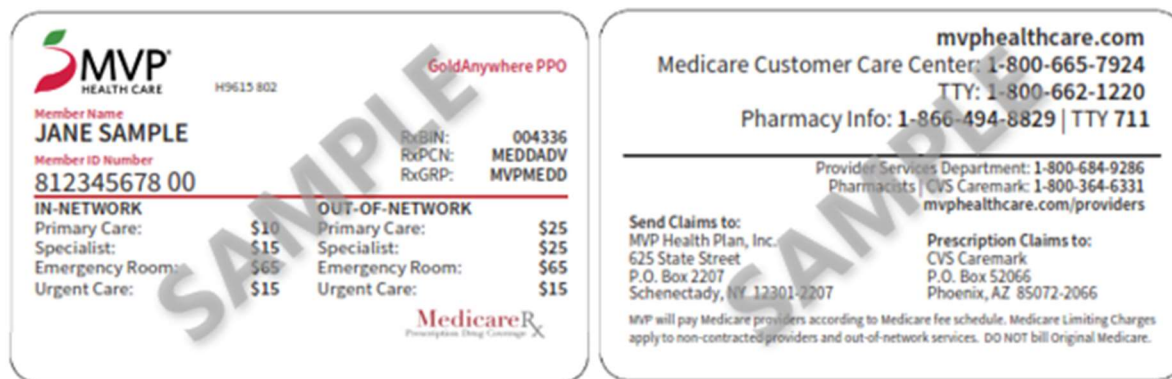 MVP
HEALTH CARE
H9615 802
GoldAnywhere PPO
Member Name
JANE SAMPLE
Member ID Number
812345678 00
RxBIN: 004336
RxPCN: MEDDADV
RxGRP: MVPMEDD
IN-NETWORK
Primary Care: $10
Specialist: $15
Emergency Room: $65
Urgent Care: $15
OUT-OF-NETWORK
Primary Care: $25
Specialist: $25
Emergency Room: $65
Urgent Care: $15
MedicareRx
Prescription Drug Coverage
SAMPLE
mvphealthcare.com
Medicare Customer Care Center: 1-800-665-7924
TTY: 1-800-662-1220
Pharmacy Info: 1-866-494-8829 | TTY 711
Provider Services Department: 1-800-684-9286
Pharmacists | CVS Caremark: 1-800-364-6331
mvphealthcare.com/providers
Send Claims to:
MVP Health Plan, Inc.
625 State Street
P.O. Box 2207
Schenectady, NY 12301-2207
Prescription Claims to:
CVS Caremark
P.O. Box 52066
Phoenix, AZ 85072-2066
MVP will pay Medicare providers according to Medicare fee schedule. Medicare Limiting Charges
apply to non-contracted providers and out-of-network services. DO NOT bill Original Medicare.
SAMPLE